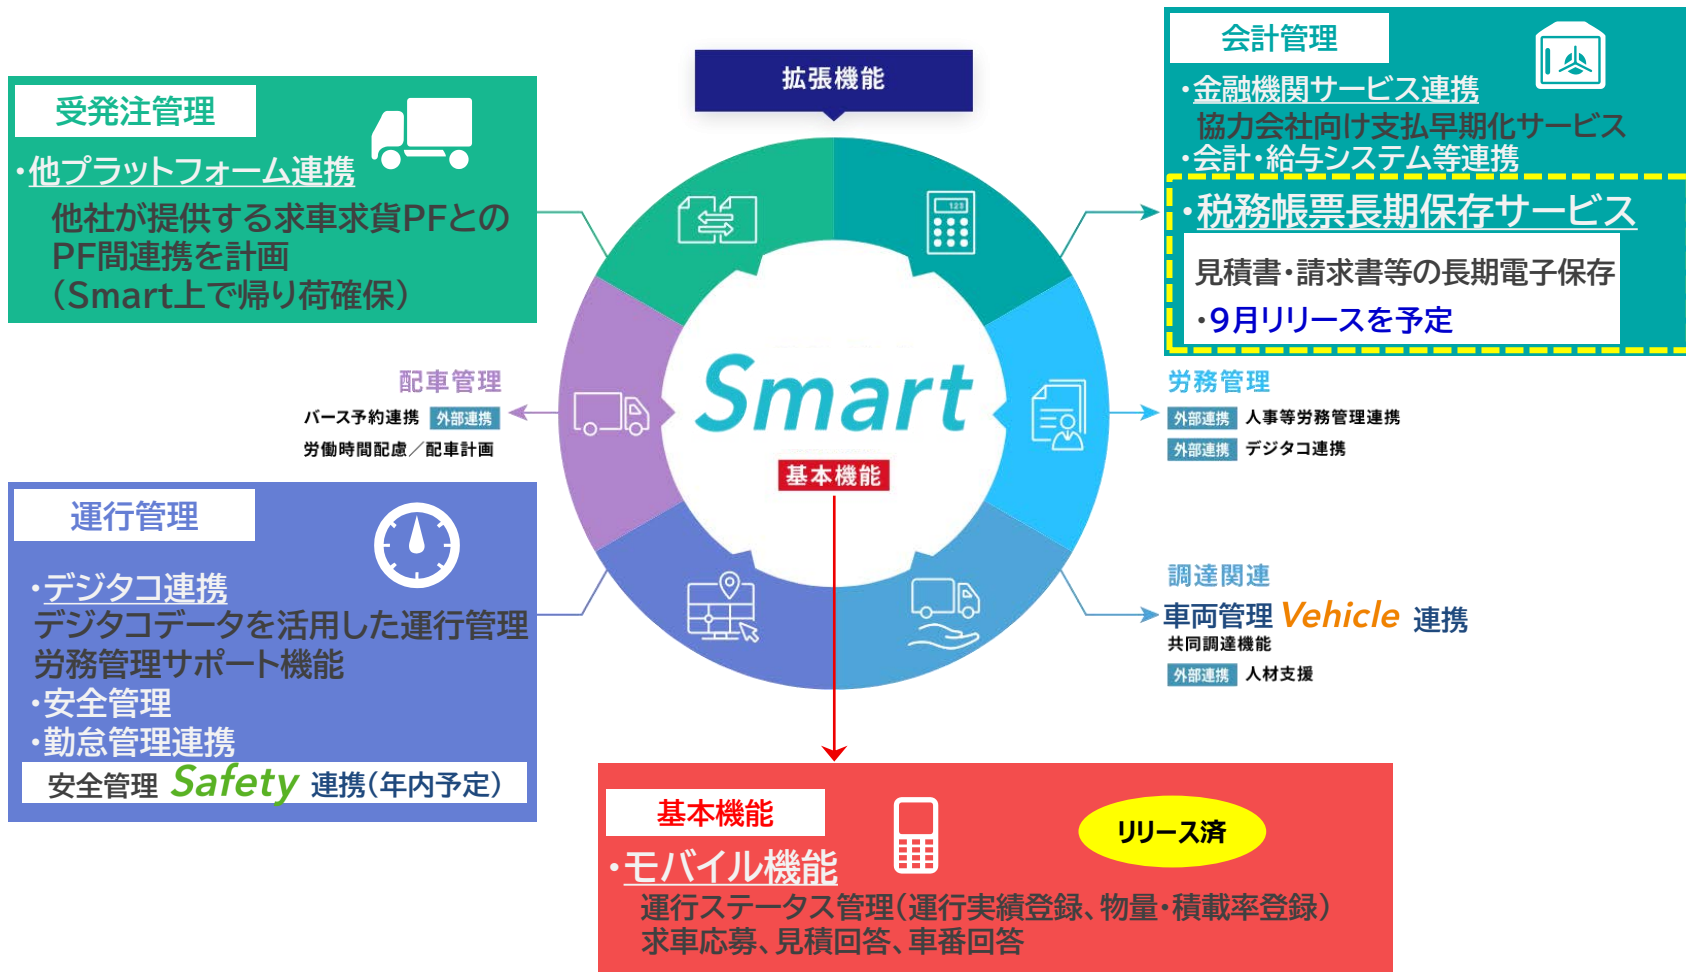 拡張機能
受発注管理
・他プラットフォーム連携
他社が提供する求車求貨PFとの
PF間連携を計画
（Smart上で帰り荷確保）
会計管理
・金融機関サービス連携
協力会社向け支払早期化サービス
・会計・給与システム等連携
・税務帳票長期保存サービス
見積書・請求書等の長期電子保存
・9月リリースを予定
123
配車管理
バース予約連携 外部連携
労働時間配慮／配車計画
Smart
基本機能
労務管理
外部連携 人事等労務管理連携
外部連携 デジタコ連携
運行管理
・デジタコ連携
デジタコデータを活用した運行管理
労務管理サポート機能
・安全管理
・勤怠管理連携
安全管理 Safety 連携（年内予定）
調達関連
車両管理 Vehicle 連携
共同調達機能
外部連携 人材支援
基本機能
リリース済
・モバイル機能
運行ステータス管理（運行実績登録、物量・積載率登録）
求車応募、見積回答、車番回答